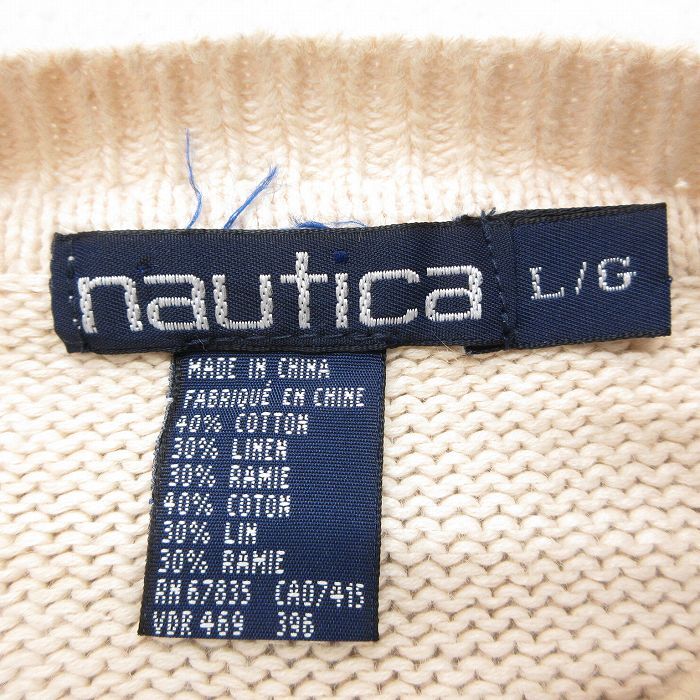 nautica
L/G
MADE IN CHINA
FABRIQUÉ EN CHINE
40% COTTON
30% LINEN
30% RAMIE
40% COTON
30% LIN
30% RAMIE
RN 67835 CA07415
VDR 469 396